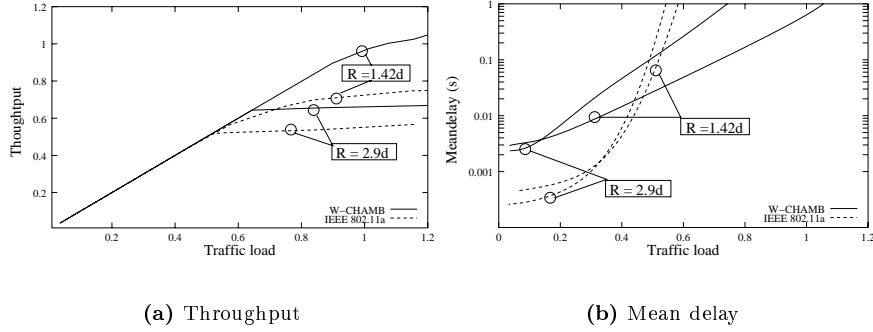 1.2
1
0.8
0.6
0.4
0.2
Thoughtput
R =1.42d
R = 2.9d
W-CHAMB
IEEE 802.11a
0.2
0.4
0.6
0.8
1
1.2
Traffic load
1
0.1
0.01
0.001
Meandelay (s)
R =1.42d
R = 2.9d
W-CHAMB
IEEE 802.11a
0
0.2
0.4
0.6
0.8
1
1.2
Traffic load
(a) Throughput
(b) Mean delay